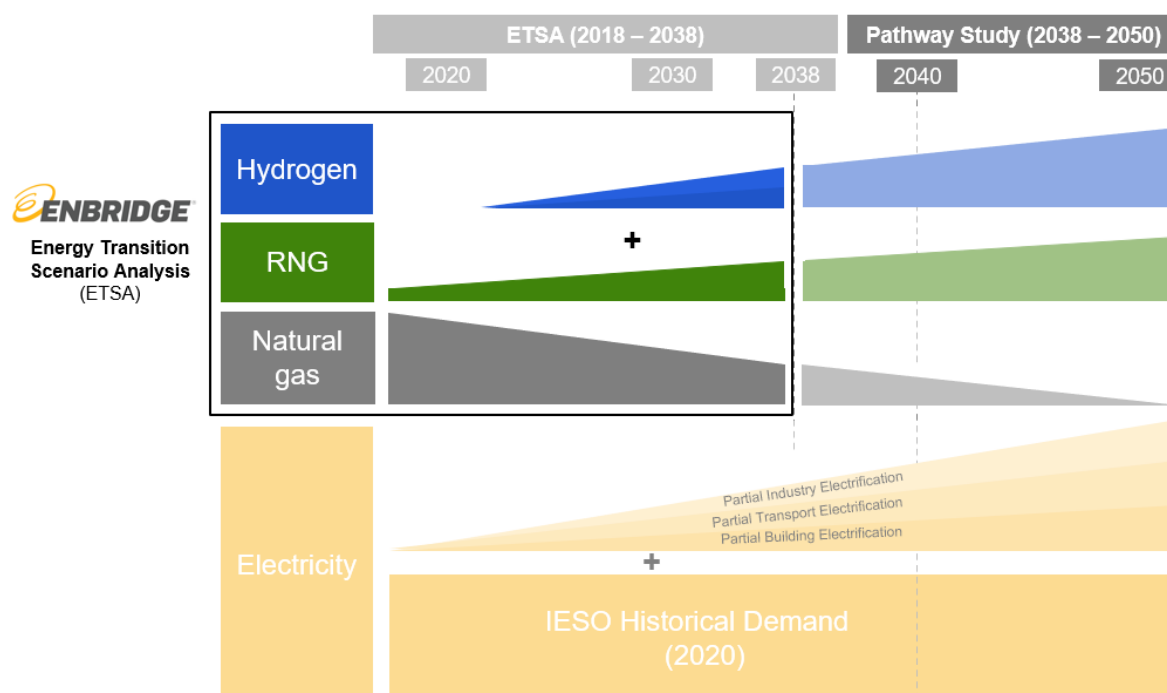 ETSA (2018 – 2038)
Pathway Study (2038 – 2050)
2020
2030
2038
2040
2050
ENBRIDGE
Energy Transition
Scenario Analysis
(ETSA)
Hydrogen
+
RNG
Natural
gas
Partial Industry Electrification
Partial Transport Electrification
Partial Building Electrification
Electricity
+
IESO Historical Demand
(2020)